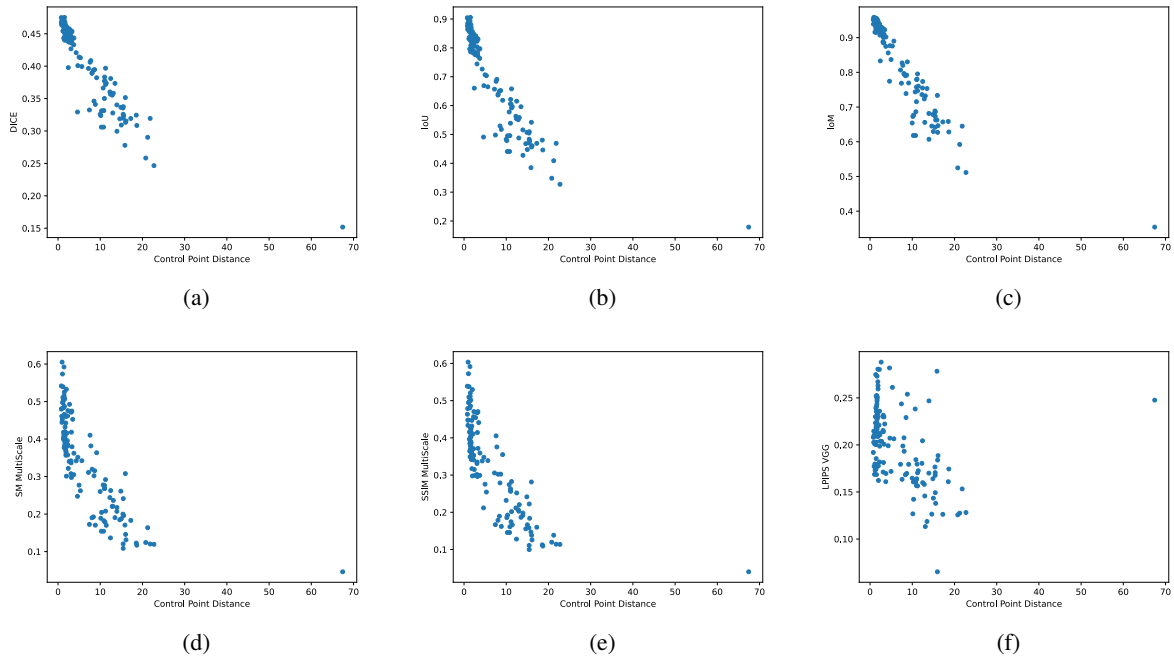 0,45
0,40
0,35
0,30
0,25
0,20
0,15
DICE
0 10 20 30 40 50 60 70
Control Point Distance
(a)
0,9
0,8
0,7
0,6
0,5
0,4
0,3
0,2
IoU
0 10 20 30 40 50 60 70
Control Point Distance
(b)
0,9
0,8
0,7
0,6
0,5
0,4
IoM
0 10 20 30 40 50 60 70
Control Point Distance
(c)
0,6
0,5
0,4
0,3
0,2
0,1
SM MultiScale
0 10 20 30 40 50 60 70
Control Point Distance
(d)
0,6
0,5
0,4
0,3
0,2
0,1
SSIM MultiScale
0 10 20 30 40 50 60 70
Control Point Distance
(e)
0,25
0,20
0,15
0,10
LPIPS VGG
0 10 20 30 40 50 60 70
Control Point Distance
(f)